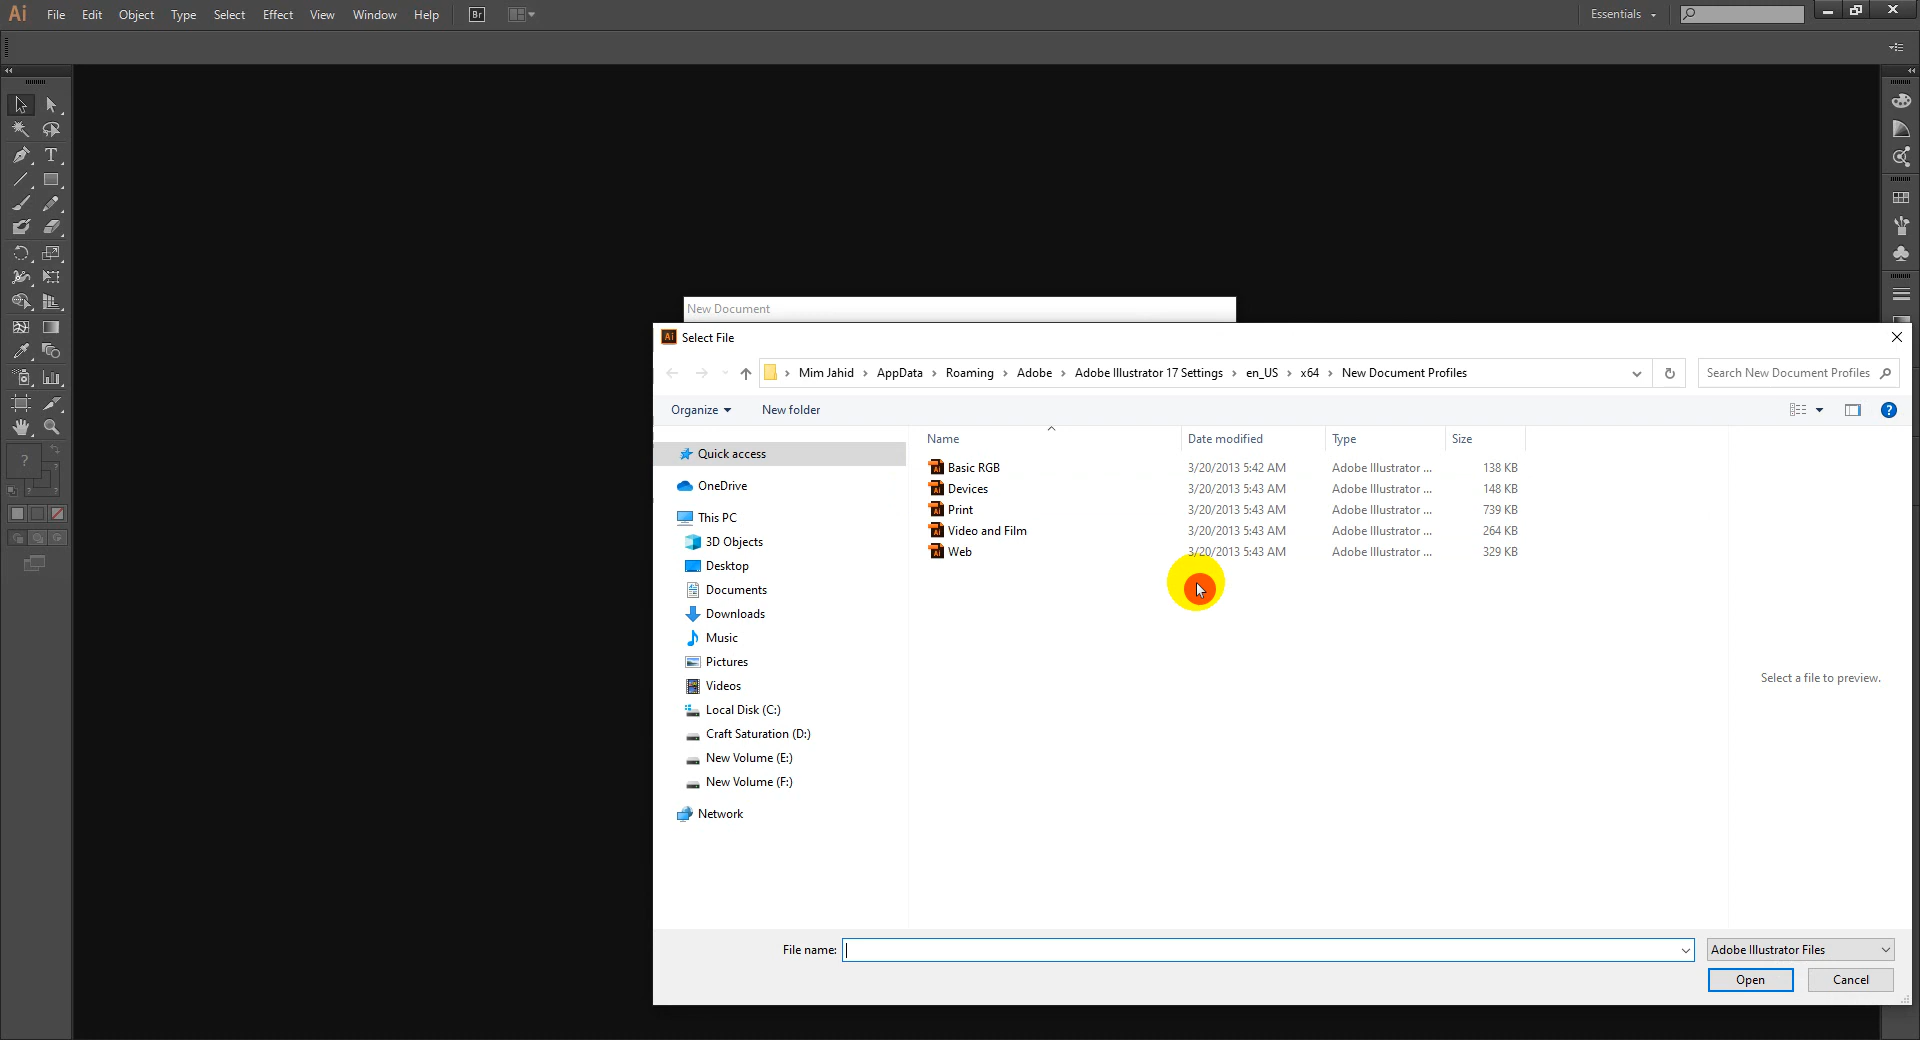 Ai File Edit Object Type Select Effect View Window Help Br Essentials
T
?
New Document
Ai Select File
Mim Jahid › AppData › Roaming › Adobe › Adobe Illustrator 17 Settings › en_US › x64 › New Document Profiles
Search New Document Profiles
Organize New folder
?
Name Date modified Type Size
Quick access
OneDrive
This PC
3D Objects
Desktop
Documents
Downloads
Music
Pictures
Videos
Local Disk (C:)
Craft Saturation (D:)
New Volume (E:)
New Volume (F:)
Network
Basic RGB 3/20/2013 5:42 AM Adobe Illustrator ... 138 KB
Devices 3/20/2013 5:43 AM Adobe Illustrator ... 148 KB
Print 3/20/2013 5:43 AM Adobe Illustrator ... 739 KB
Video and Film 3/20/2013 5:43 AM Adobe Illustrator ... 264 KB
Web 3/20/2013 5:43 AM Adobe Illustrator ... 329 KB
Select a file to preview.
File name:
Adobe Illustrator Files
Open Cancel